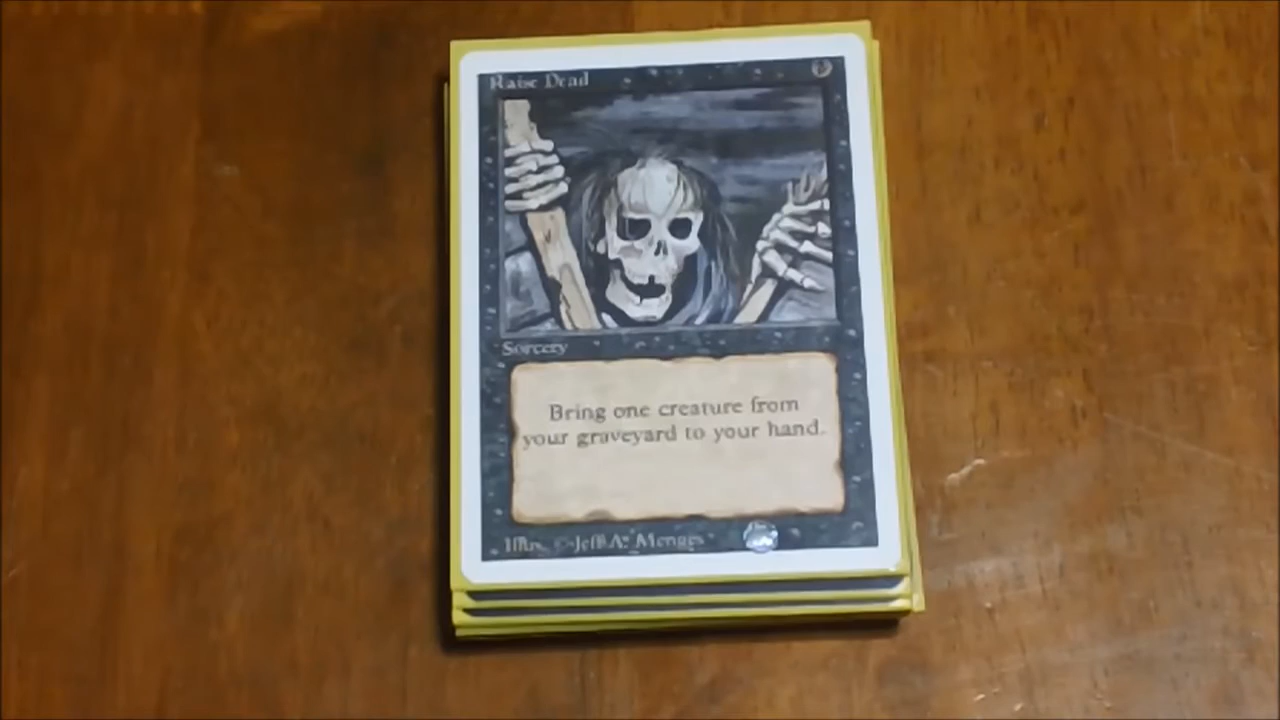 Raise Dead
Sorcery
Bring one creature from
your graveyard to your hand.
Illus. © Jeff A. Menges